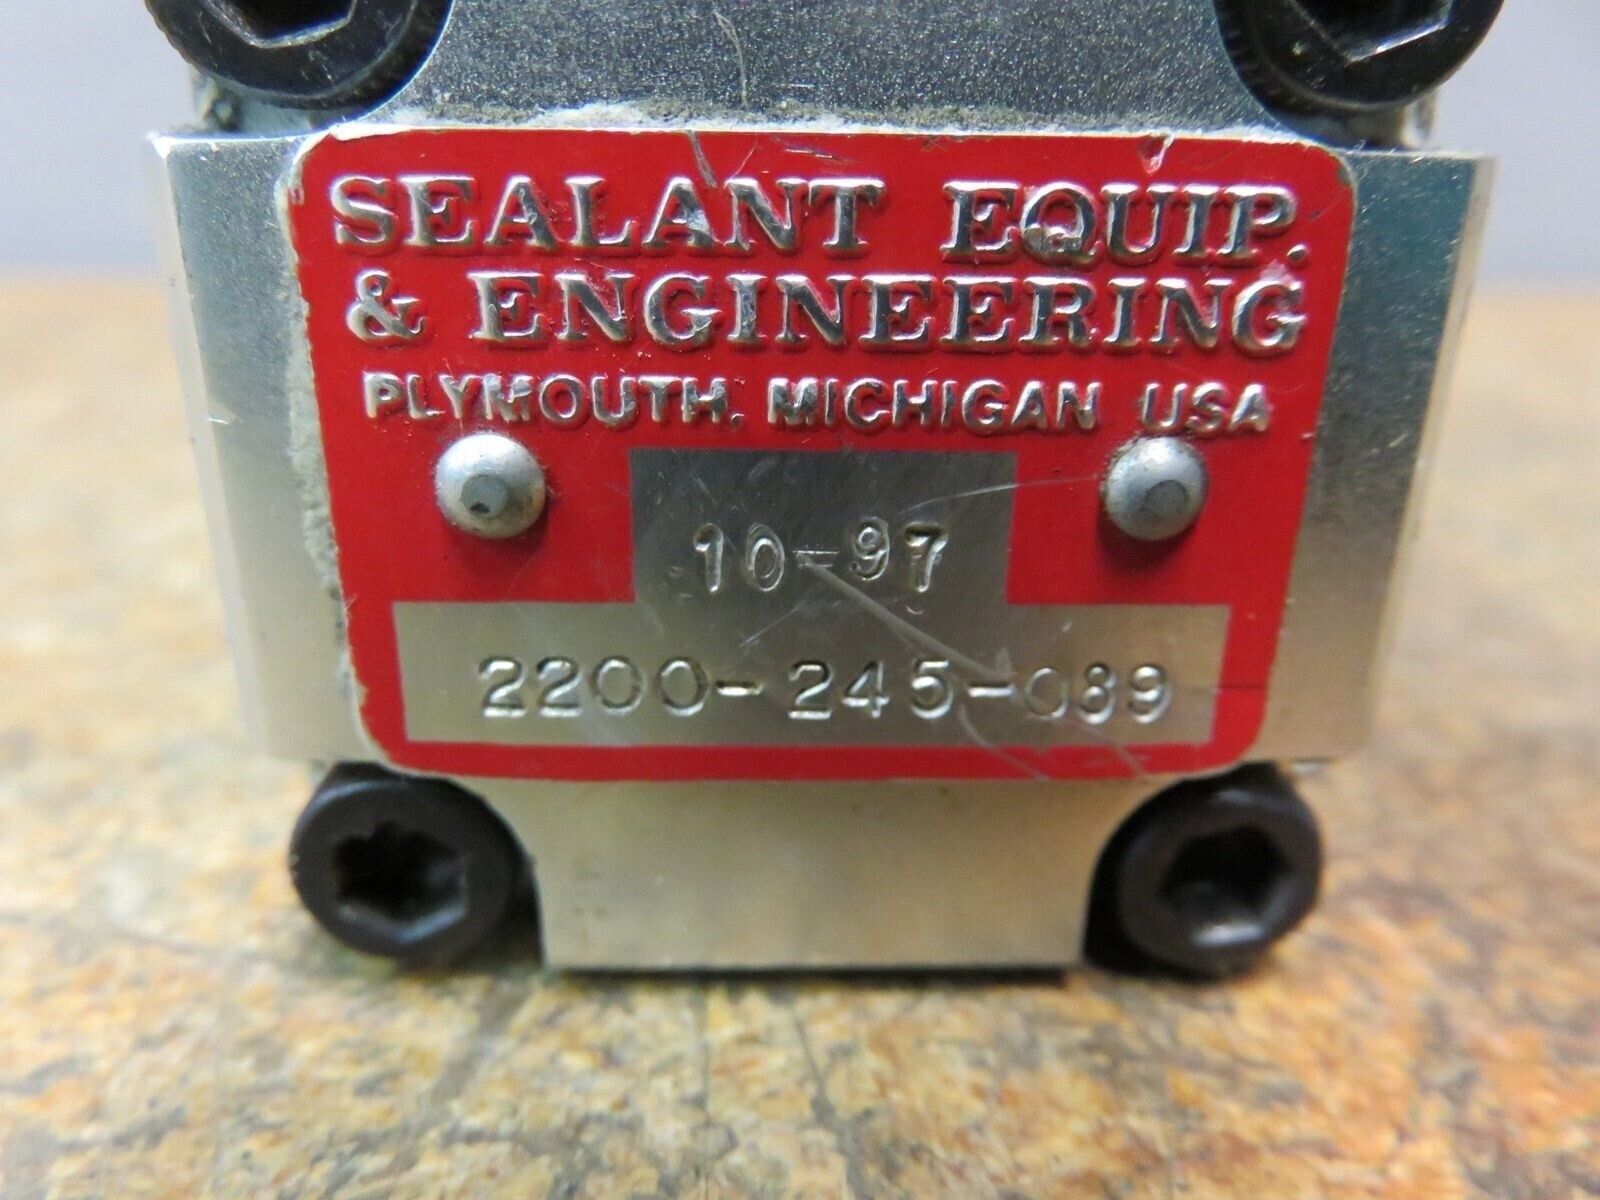 SEALANT EQUIP.
& ENGINEERING
PLYMOUTH, MICHIGAN USA
10-97
2200-245-089